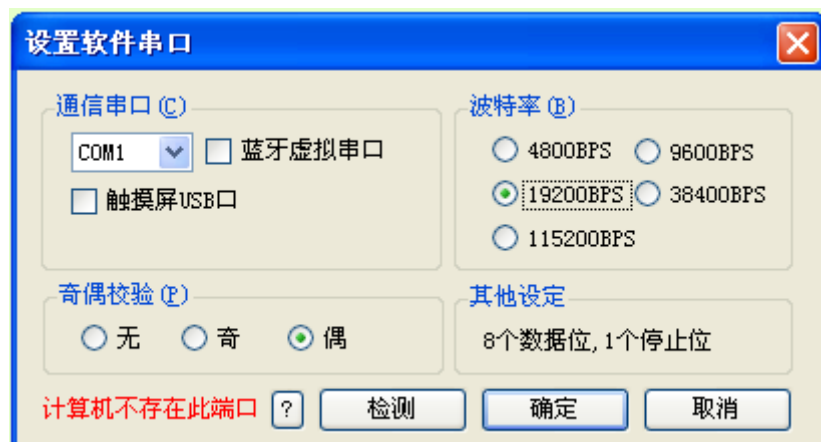 设置软件串口
通信串口(C)
COM1 蓝牙虚拟串口
触摸屏USB口
波特率(B)
4800BPS 9600BPS
19200BPS 38400BPS
115200BPS
奇偶校验(P)
无 奇 偶
其他设定
8个数据位,1个停止位
计算机不存在此端口 ? 检测 确定 取消